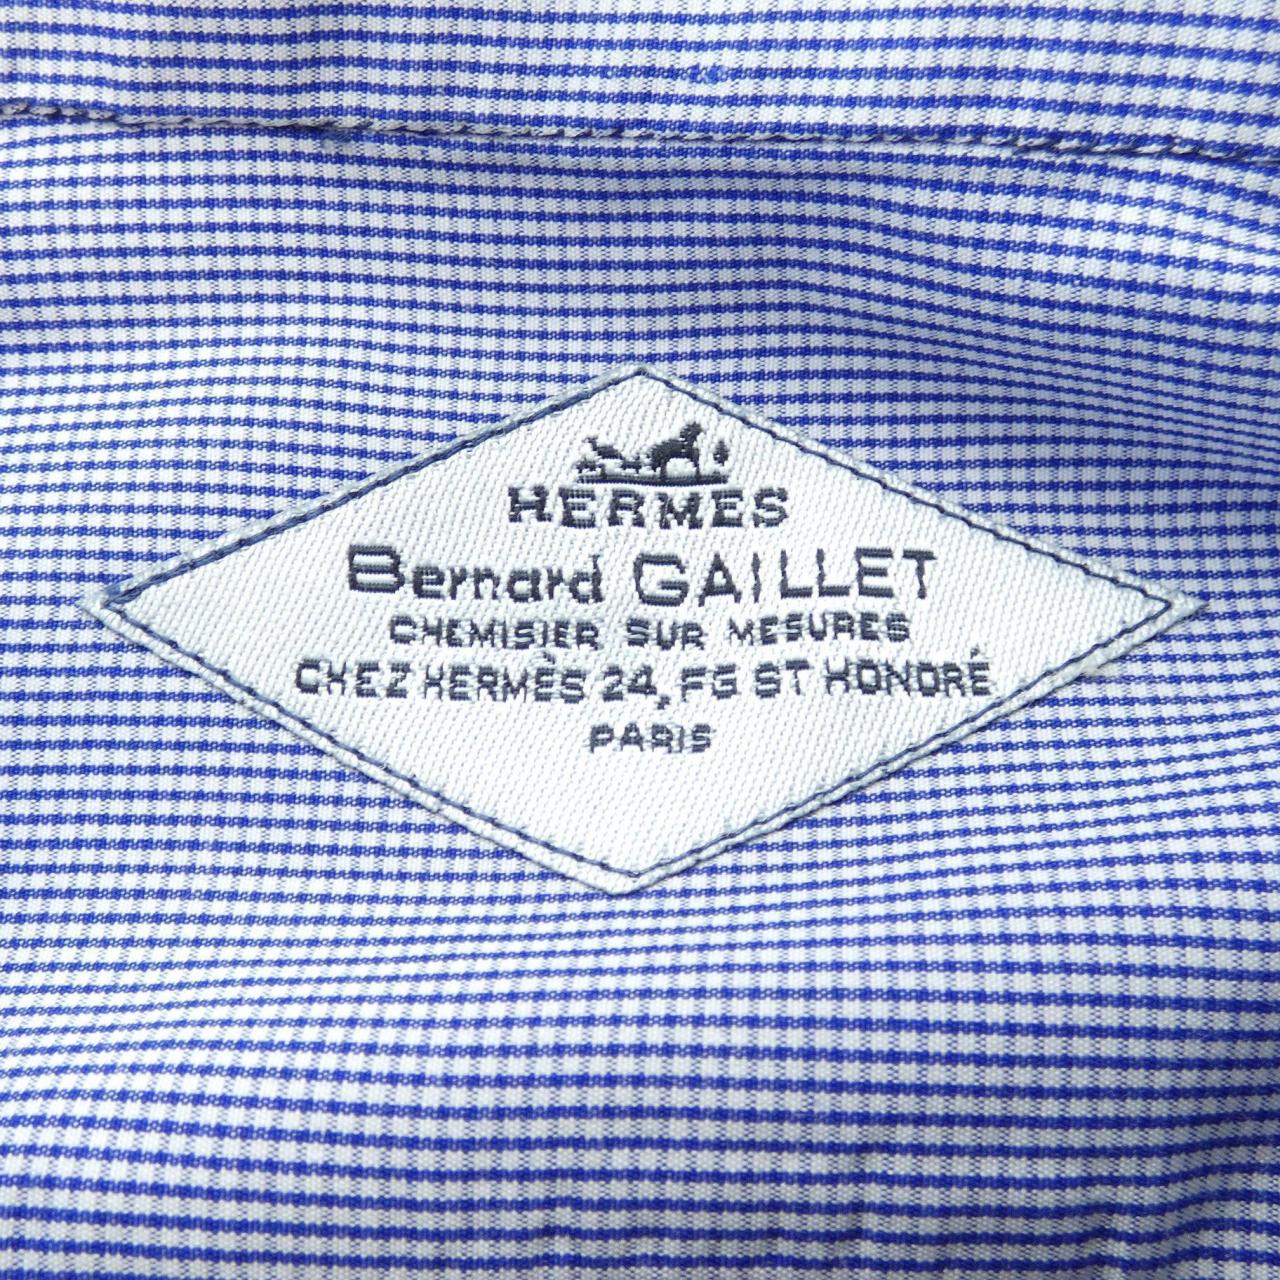 HERMES
Bernard GAILLET
CHEMISIER SUR MESURES
CHEZ HERMÈS 24, FG ST HONORÉ
PARIS